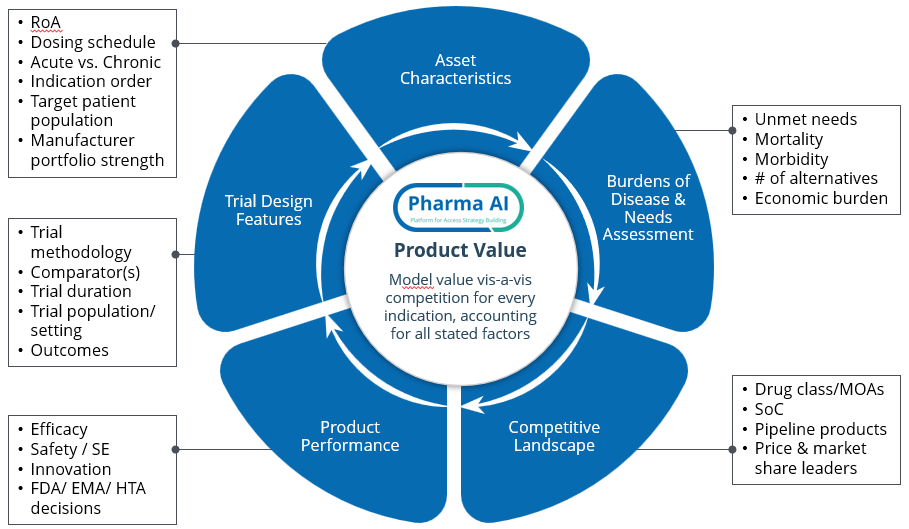 • RoA
• Dosing schedule
• Acute vs. Chronic
• Indication order
• Target patient
population
• Manufacturer
portfolio strength
Asset
Characteristics
• Unmet needs
• Mortality
• Morbidity
• # of alternatives
• Economic burden
Burdens of
Disease &
Needs
Assessment
Trial Design
Features
Pharma AI
Platform for Access Strategy Building
Product Value
Model value vis-a-vis
competition for every
indication, accounting
for all stated factors
• Trial
methodology
• Comparator(s)
• Trial duration
• Trial population/
setting
• Outcomes
• Drug class/MOAs
• SoC
• Pipeline products
• Price & market
share leaders
Competitive
Landscape
Product
Performance
• Efficacy
• Safety / SE
• Innovation
• FDA/ EMA/ HTA
decisions